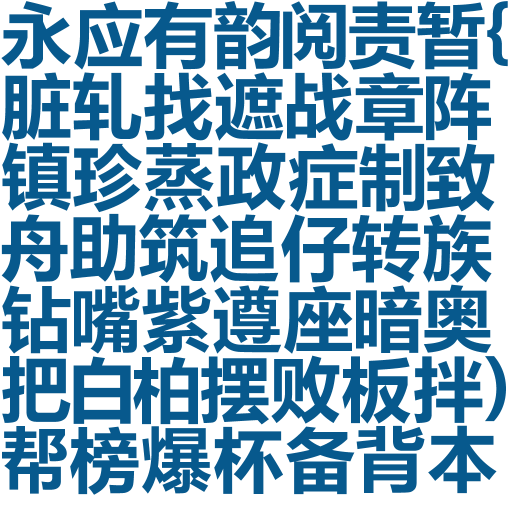 永应有韵阅责暂{
脏轧找遮战章阵
镇珍蒸政症制致
舟助筑追仔转族
钻嘴紫遵座暗奥
把白柏摆败板拌)
帮榜爆杯备背本